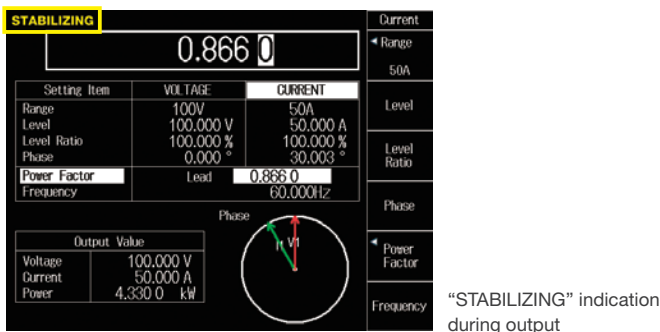 STABILIZING
0.866 0
Setting Item VOLTAGE CURRENT
Range 100V 50A
Level 100.000 V 50.000 A
Level Ratio 100.000 % 100.000 %
Phase 0.000 ° 30.003 °
Power Factor Lead 0.866 0
Frequency 60.000Hz
Phase
I1 V1
Output Value
Voltage 100.000 V
Current 50.000 A
Power 4.330 0 kW
Current
Range
50A
Level
Level
Ratio
Phase
Power
Factor
Frequency
“STABILIZING” indication
during output